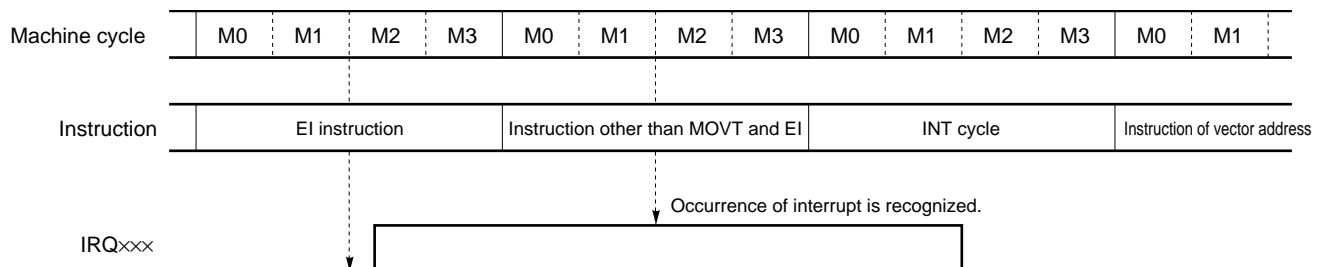 Machine cycle M0 M1 M2 M3 M0 M1 M2 M3 M0 M1 M2 M3 M0 M1
Instruction EI instruction Instruction other than MOVT and EI INT cycle Instruction of vector address
Occurrence of interrupt is recognized.
IRQ×××